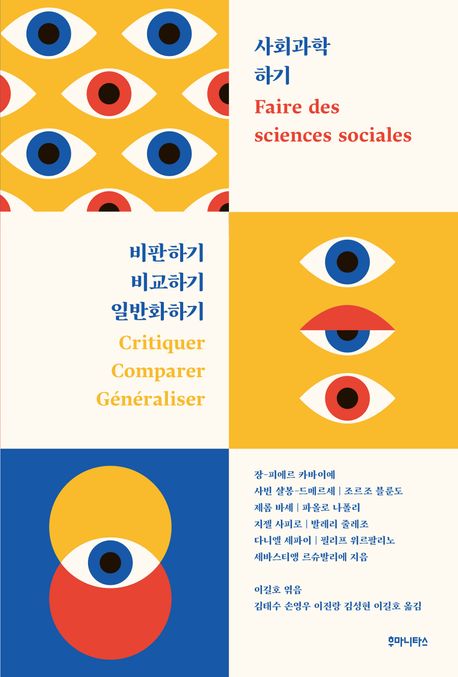 사회과학
하기
Faire des
sciences sociales
비판하기
비교하기
일반화하기
Critiquer
Comparer
Généraliser
장-피에르 카바이예
사빈 샬봉-드메르세 | 조르조 블룬도
제롬 바셰 | 파올로 나폴리
지젤 사피로 | 발레리 줄레조
다니엘 세파이 | 필리프 위르팔리노
세바스티앵 르슈발리에 지음
이길호 엮음
김태수 손영우 이진랑 김성현 이길호 옮김
후마니타스